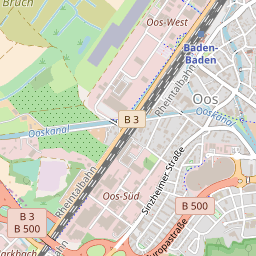 Bruch
Oos-West
Baden-
Baden
Rheintalbahn
Oos
B 3
Ooskanal
Ooskanal
Sinzheimer Straße
Rheintalbahn
Oos-Süd
B 500
B 3
B 500
Rheintalbahn
Europastraße